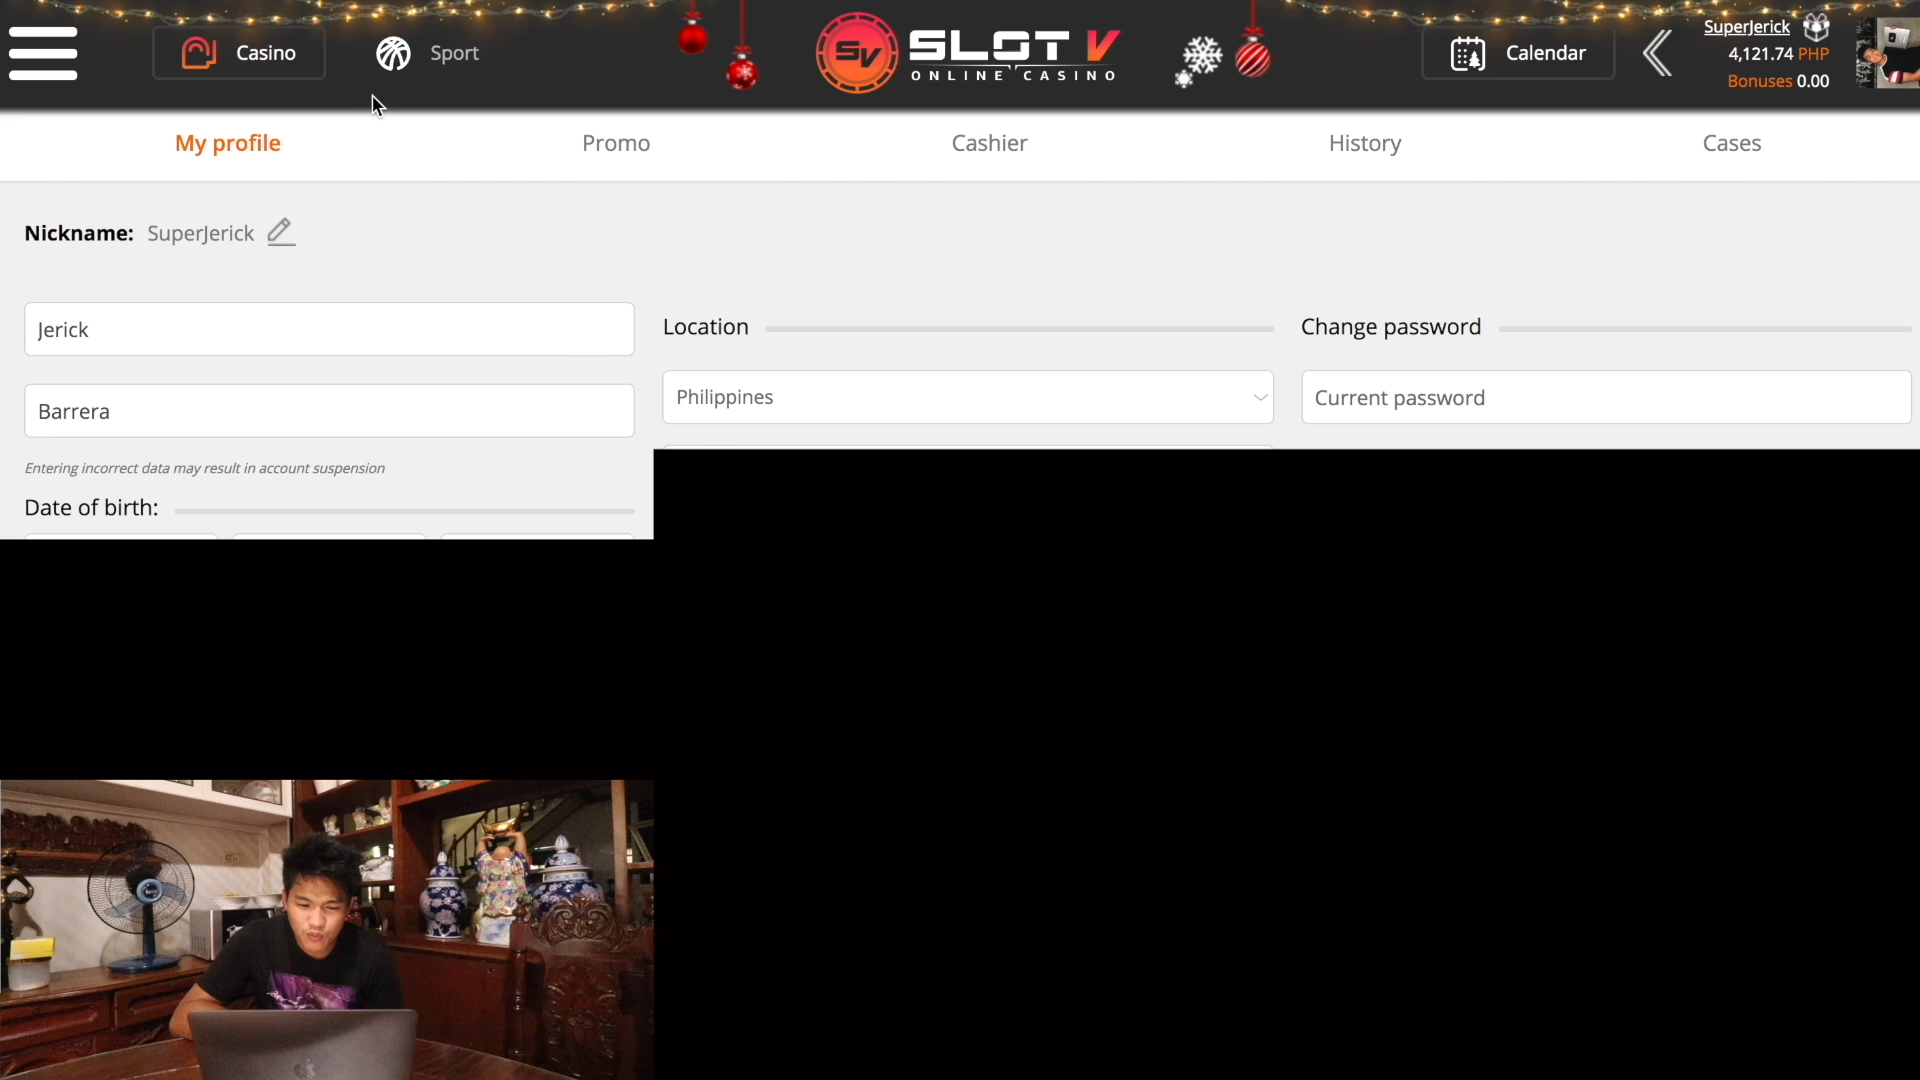 Casino
Sport
SV
SLOT V
ONLINE CASINO
Calendar
SuperJerick
4,121.74 PHP
Bonuses 0.00
My profile
Promo
Cashier
History
Cases
Nickname: SuperJerick
Jerick
Barrera
Entering incorrect data may result in account suspension
Date of birth:
Location
Philippines
Change password
Current password